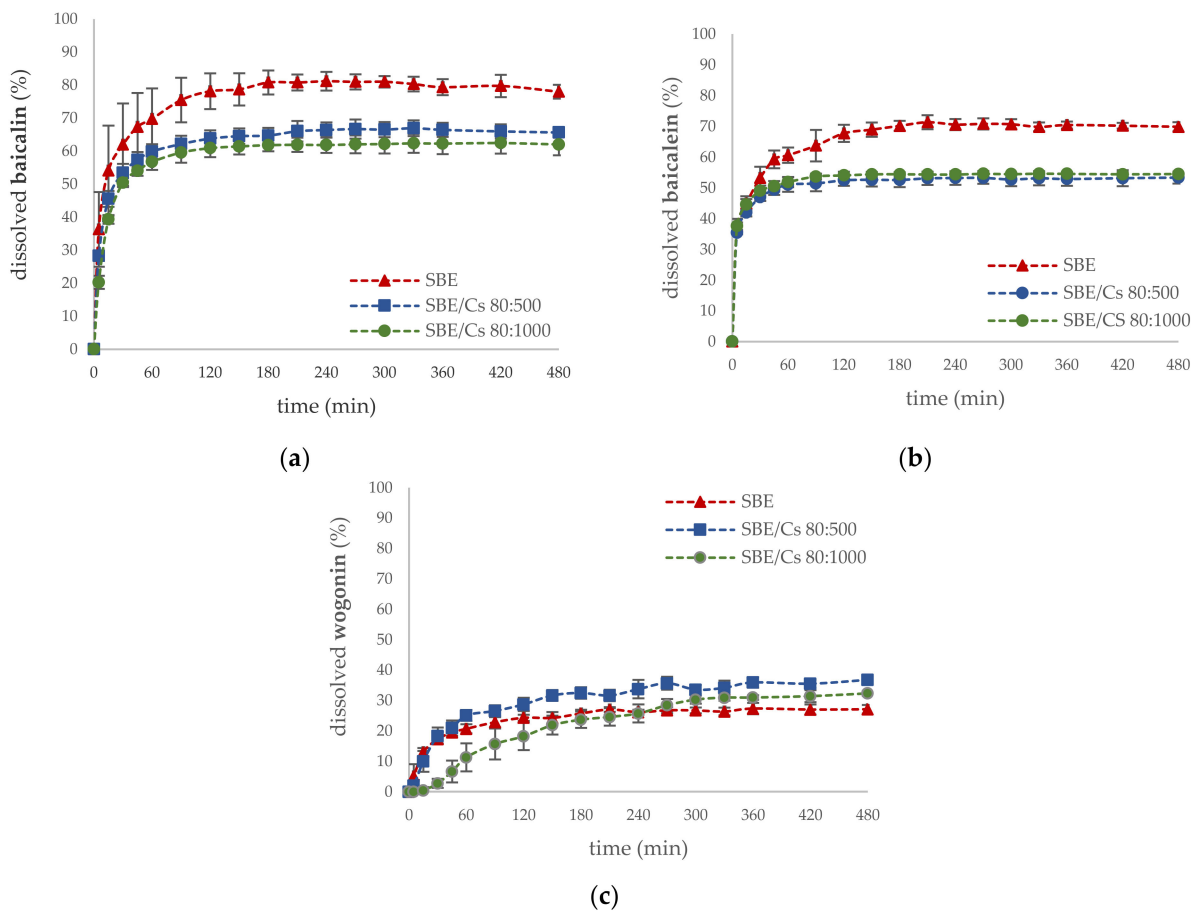 100
90
80
70
60
50
40
30
20
10
0
dissolved baicalin (%)
SBE
SBE/Cs 80:500
SBE/Cs 80:1000
0 60 120 180 240 300 360 420 480
time (min)
(a)
100
90
80
70
60
50
40
30
20
10
0
dissolved baicalein (%)
SBE
SBE/Cs 80:500
SBE/CS 80:1000
0 60 120 180 240 300 360 420 480
time (min)
(b)
100
90
80
70
60
50
40
30
20
10
0
dissolved wogonin (%)
SBE
SBE/Cs 80:500
SBE/Cs 80:1000
0 60 120 180 240 300 360 420 480
time (min)
(c)